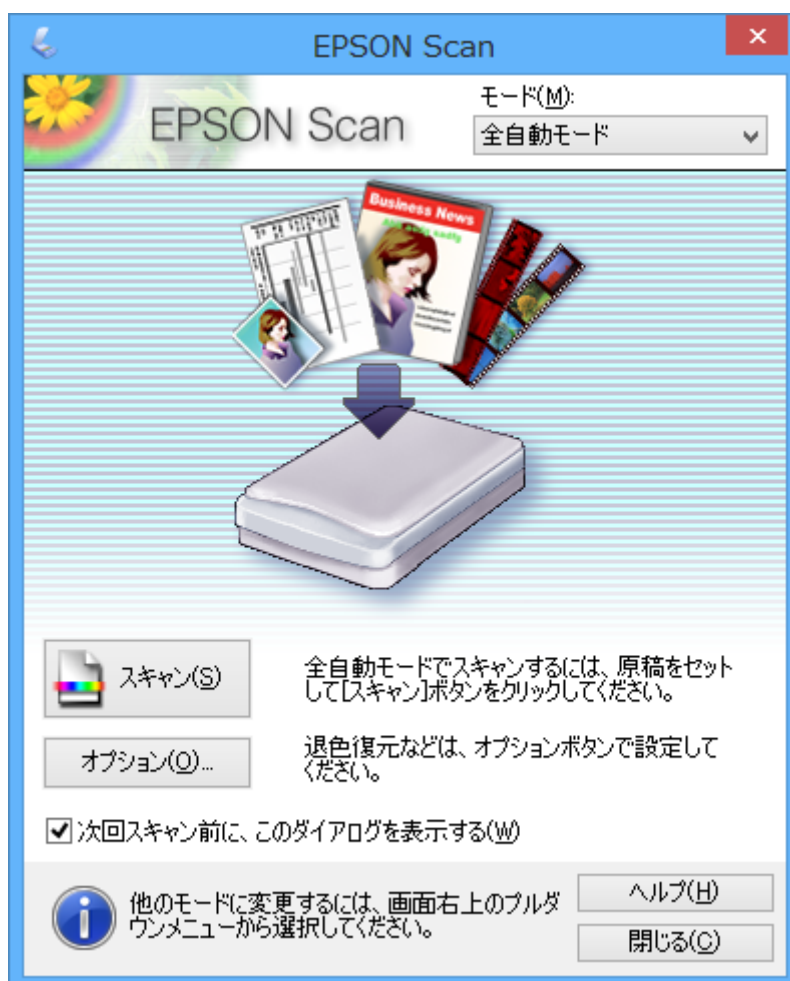 EPSON Scan
EPSON Scan
モード(M):
全自動モード
Business News
スキャン(S)
全自動モードでスキャンするには、原稿をセット
して[スキャン]ボタンをクリックしてください。
オプション(O)...
退色復元などは、オプションボタンで設定して
ください。
次回スキャン前に、このダイアログを表示する(W)
他のモードに変更するには、画面右上のプルダ
ウンメニューから選択してください。
ヘルプ(H)
閉じる(C)